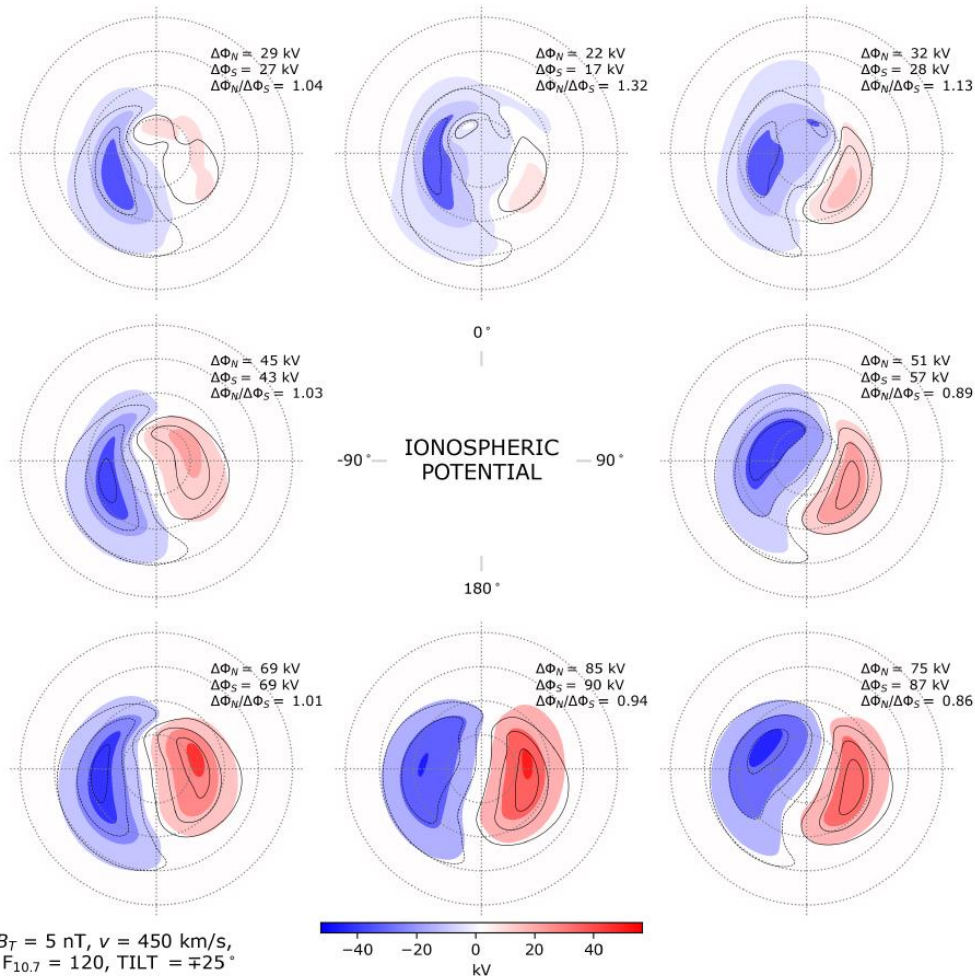 ΔΦN = 29 kV
ΔΦS = 27 kV
ΔΦN/ΔΦS = 1.04
ΔΦN = 22 kV
ΔΦS = 17 kV
ΔΦN/ΔΦS = 1.32
ΔΦN = 32 kV
ΔΦS = 28 kV
ΔΦN/ΔΦS = 1.13
0°
ΔΦN = 45 kV
ΔΦS = 43 kV
ΔΦN/ΔΦS = 1.03
-90°
IONOSPHERIC
POTENTIAL
90°
ΔΦN = 51 kV
ΔΦS = 57 kV
ΔΦN/ΔΦS = 0.89
180°
ΔΦN = 69 kV
ΔΦS = 69 kV
ΔΦN/ΔΦS = 1.01
ΔΦN = 85 kV
ΔΦS = 90 kV
ΔΦN/ΔΦS = 0.94
ΔΦN = 75 kV
ΔΦS = 87 kV
ΔΦN/ΔΦS = 0.86
BT = 5 nT, v = 450 km/s,
F10.7 = 120, TILT = ∓25°
−40 −20 0 20 40
kV